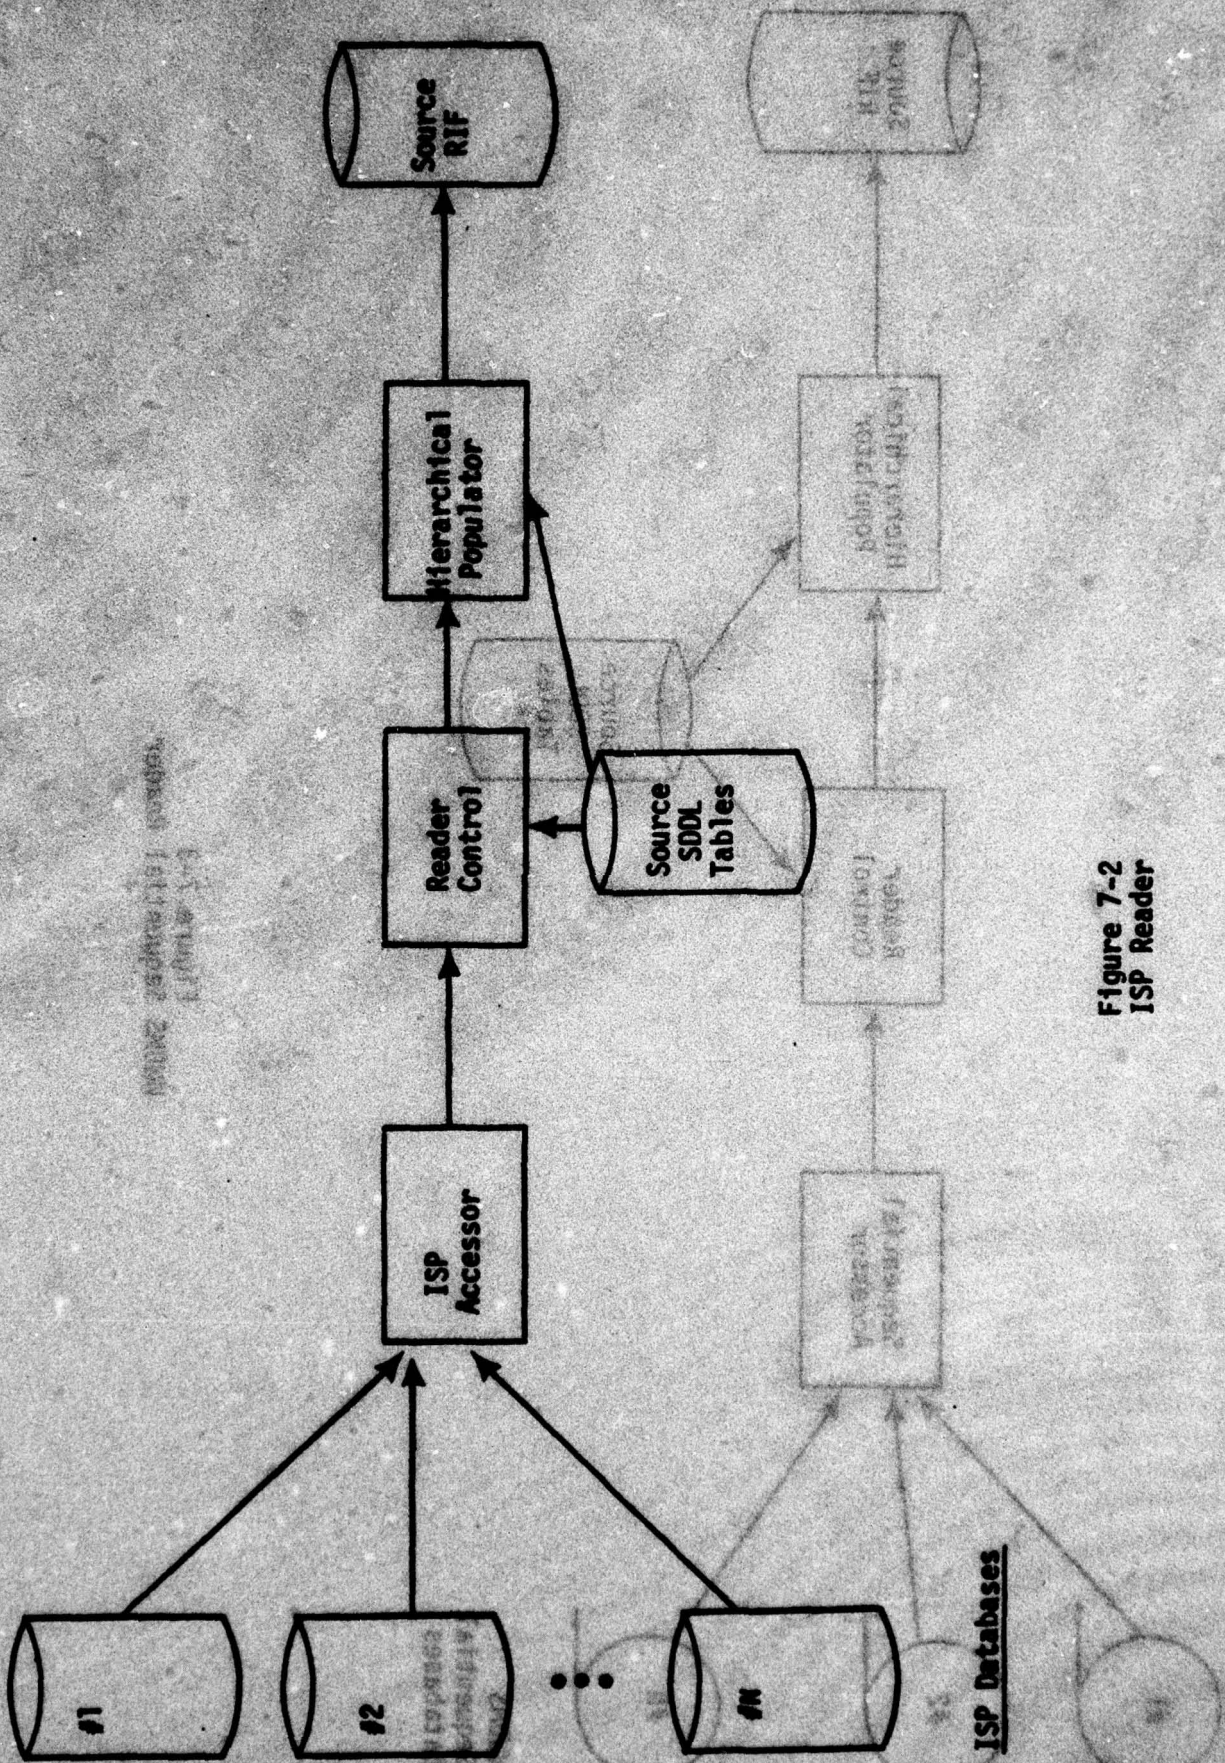 #1
#2
#N
ISP Databases
ISP
Accessor
Reader
Control
Source
SDDL
Tables
Hierarchical
Populator
Source
RIF
Figure 7-2
ISP Reader